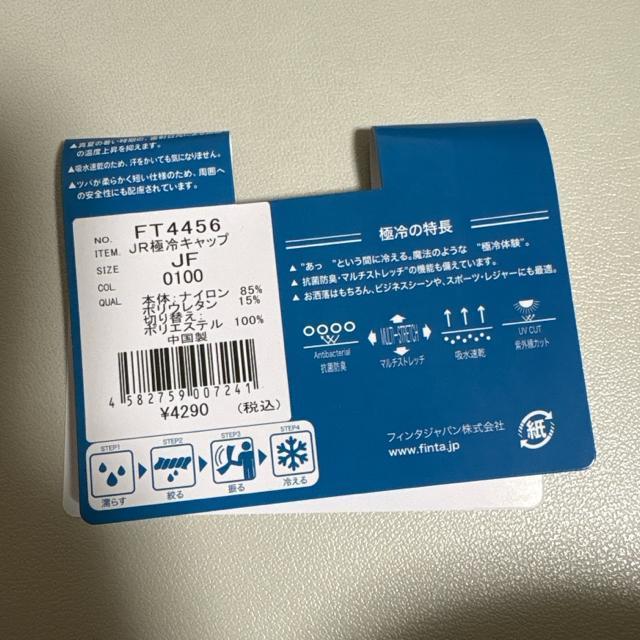 の温度上昇を抑えます。
▲吸水速乾のため、汗をかいても気になりません。
▲ツバが柔らかく短い仕様のため、周囲へ
の安全性にも配慮されています。
NO. FT4456
ITEM. JR極冷キャップ
SIZE JF
COL 0100
QUAL 本体:ナイロン 85%
ポリウレタン 15%
切り替え:
ポリエステル 100%
中国製
4 582759 007241
¥4290 (税込)
STEP1 STEP2 STEP3 STEP4
濡らす 絞る 振る 冷える
極冷の特長
▲ “あっ”という間に冷える。魔法のような“極冷体験”。
▲ 抗菌防臭・マルチストレッチ”の機能も備えています。
▲ お洒落はもちろん、ビジネスシーンや、スポーツ・レジャーにも最適。
MULTI-STRETCH
Antibacterial
抗菌防臭
マルチストレッチ
吸水速乾
UV CUT
紫外線カット
フィンタジャパン株式会社
www.finta.jp
紙